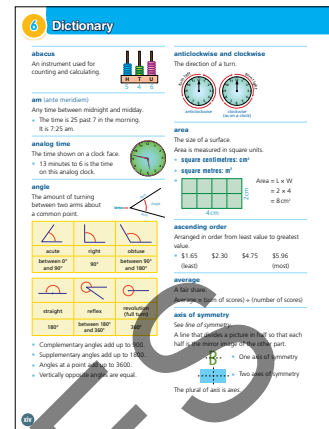 6 Dictionary
abacus
An instrument used for
counting and calculating.
H T U
5 4 6
am (ante meridiem)
Any time between midnight and midday.
• The time is 25 past 7 in the morning.
It is 7:25 am.
analog time
The time shown on a clock face.
• 13 minutes to 6 is the time
on this analog clock.
angle
The amount of turning
between two arms about
a common point.
acute right obtuse
between 0°
and 90°
90°
between 90°
and 180°
straight reflex revolution
(full turn)
180°
between 180°
and 360°
360°
• Complementary angles add up to 900.
• Supplementary angles add up to 1800.
• Angles at a point add up to 3600.
• Vertically opposite angles are equal.
xiv
anticlockwise and clockwise
The direction of a turn.
anticlockwise
clockwise
(as on a clock)
area
The size of a surface.
Area is measured in square units.
• square centimetres: cm²
• square metres: m²
2cm
4cm
Area = L × W
= 2 × 4
= 8cm²
ascending order
Arranged in order from least value to greatest
value.
• $1.65 $2.30 $4.75 $5.96
(least) (most)
average
A fair share.
Average = (sum of scores) ÷ (number of scores)
axis of symmetry
See line of symmetry.
A line that divides a picture in half so that each
half is the mirror image of the other part.
B
• One axis of symmetry
• Two axes of symmetry
The plural of axis is axes.